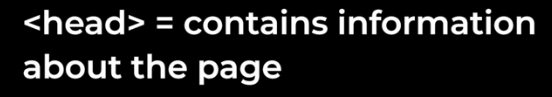 <head> = contains information
about the page